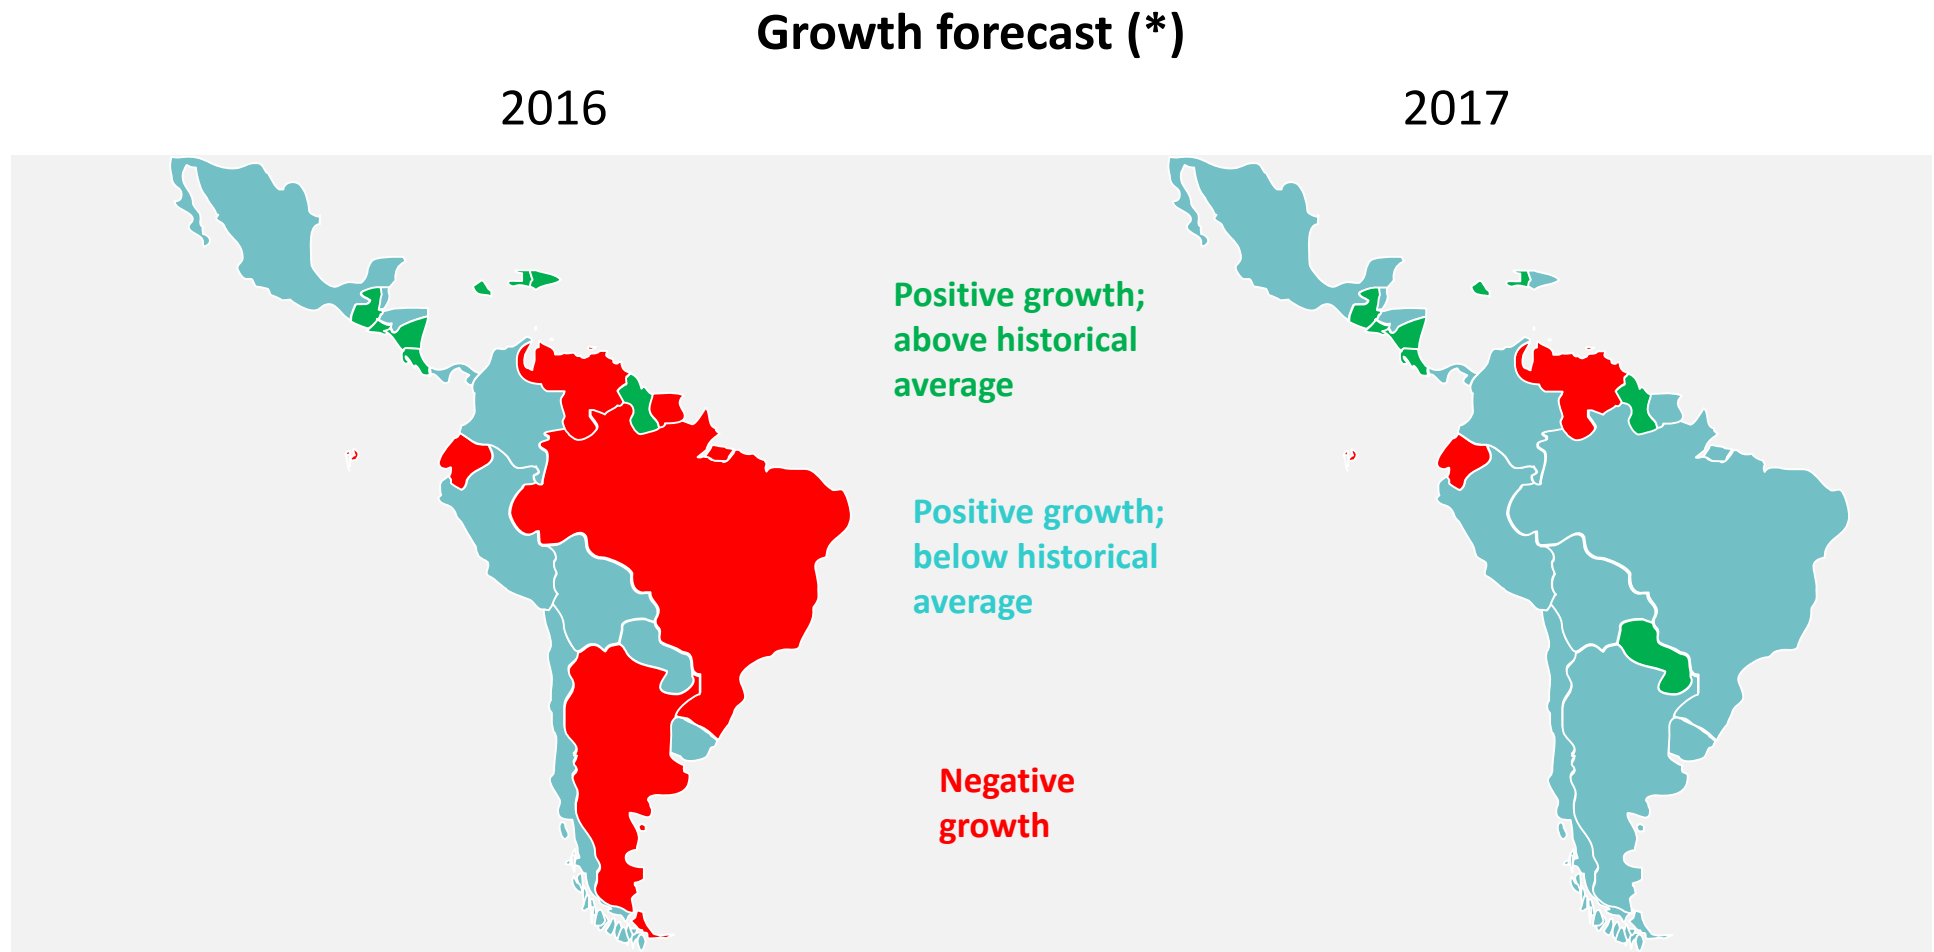 Growth forecast (*)
2016
2017
Positive growth;
above historical
average
Positive growth;
below historical
average
Negative
growth